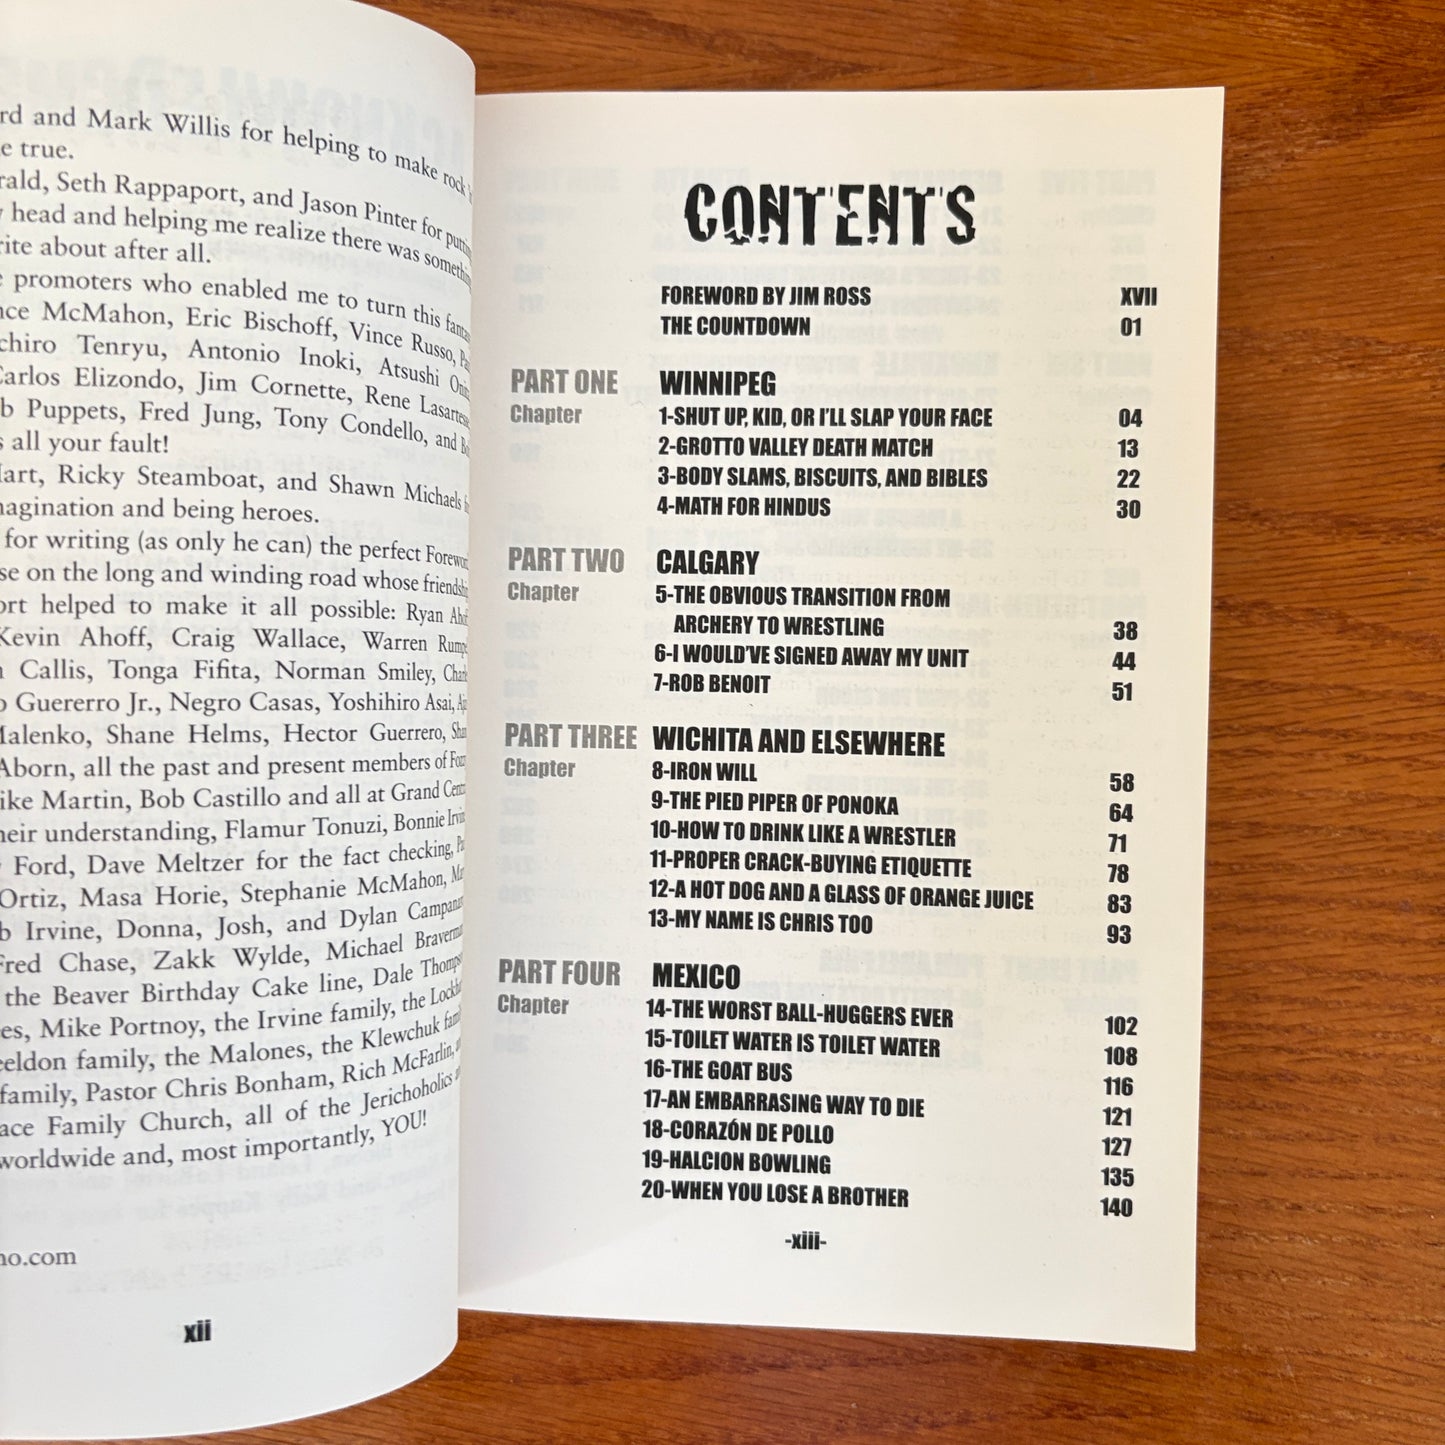 rd and Mark Willis for helping to make rock
e true.
rald, Seth Rappaport, and Jason Pinter for
head and helping me realize there was something
rite about after all.
promoters who enabled me to turn this
nce McMahon, Eric Bischoff, Vince Russo,
chiro Tenryu, Antonio Inoki, Atsushi
Carlos Elizondo, Jim Cornette, Rene
b Puppets, Fred Jung, Tony Condello, and
s all your fault!
Hart, Ricky Steamboat, and Shawn Michaels
magination and being heroes.
for writing (as only he can) the perfect Foreword
se on the long and winding road whose
ort helped to make it all possible: Ryan
Kevin Ahoff, Craig Wallace, Warren
Callis, Tonga Fifita, Norman Smiley,
o Guererro Jr., Negro Casas, Yoshihiro Asai,
Malenko, Shane Helms, Hector Guerrero,
Aborn, all the past and present members of
ike Martin, Bob Castillo and all at Grand
heir understanding, Flamur Tonuzi, Bonnie
Ford, Dave Meltzer for the fact checking,
Ortiz, Masa Horie, Stephanie McMahon,
b Irvine, Donna, Josh, and Dylan
Fred Chase, Zakk Wylde, Michael
the Beaver Birthday Cake line, Dale
es, Mike Portnoy, the Irvine family, the
eldon family, the Malones, the Klewchuk
family, Pastor Chris Bonham, Rich McFarlin,
ace Family Church, all of the Jerichoholics
worldwide and, most importantly, YOU!
ho.com
xii
CONTENTS
FOREWORD BY JIM ROSS XVII
THE COUNTDOWN 01
PART ONE WINNIPEG
Chapter 1-SHUT UP, KID, OR I'LL SLAP YOUR FACE 04
2-GROTTO VALLEY DEATH MATCH 13
3-BODY SLAMS, BISCUITS, AND BIBLES 22
4-MATH FOR HINDUS 30
PART TWO CALGARY
Chapter 5-THE OBVIOUS TRANSITION FROM
ARCHERY TO WRESTLING 38
6-I WOULD'VE SIGNED AWAY MY UNIT 44
7-ROB BENOIT 51
PART THREE WICHITA AND ELSEWHERE
Chapter 8-IRON WILL 58
9-THE PIED PIPER OF PONOKA 64
10-HOW TO DRINK LIKE A WRESTLER 71
11-PROPER CRACK-BUYING ETIQUETTE 78
12-A HOT DOG AND A GLASS OF ORANGE JUICE 83
13-MY NAME IS CHRIS TOO 93
PART FOUR MEXICO
Chapter 14-THE WORST BALL-HUGGERS EVER 102
15-TOILET WATER IS TOILET WATER 108
16-THE GOAT BUS 116
17-AN EMBARRASING WAY TO DIE 121
18-CORAZÓN DE POLLO 127
19-HALCION BOWLING 135
20-WHEN YOU LOSE A BROTHER 140
-xiii-